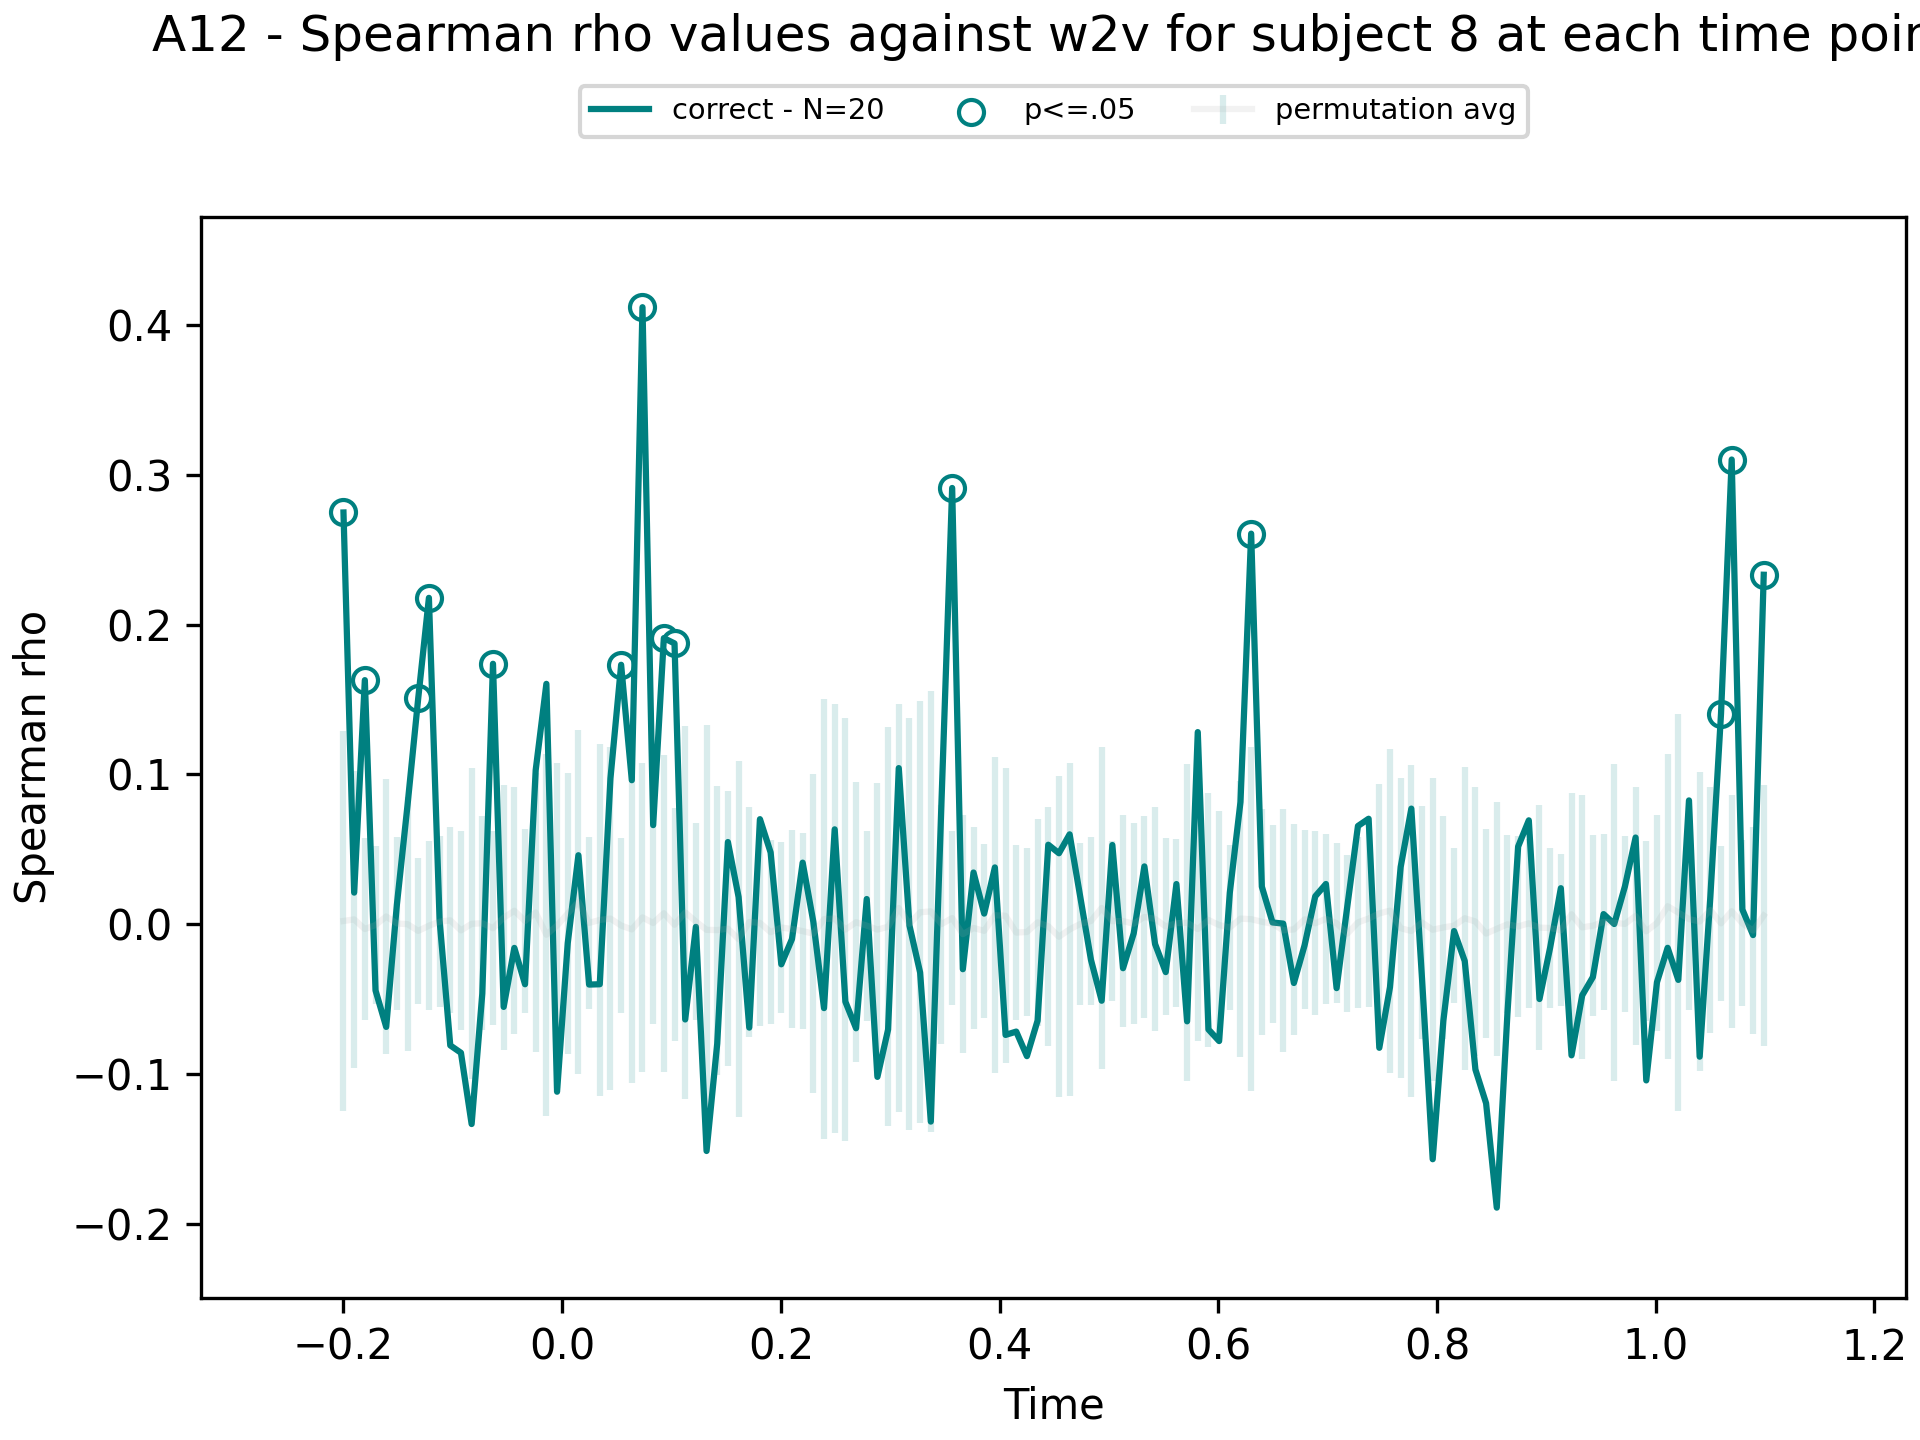 A12 - Spearman rho values against w2v for subject 8 at each time poin
correct - N=20 p<=.05 permutation avg
Spearman rho
0.4
0.3
0.2
0.1
0.0
−0.1
−0.2
−0.2 0.0 0.2 0.4 0.6 0.8 1.0 1.2
Time